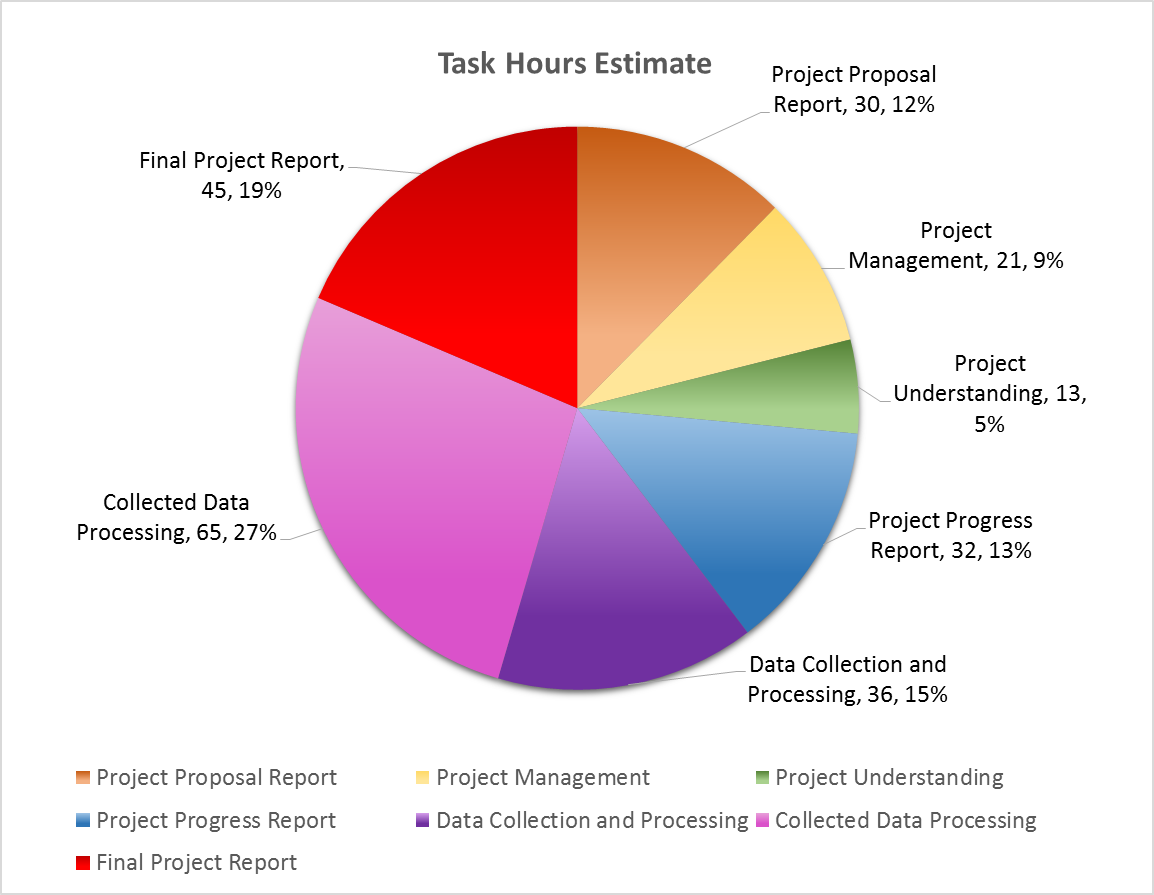 Task Hours Estimate
Project Proposal
Report, 30, 12%
Final Project Report,
45, 19%
Project
Management, 21, 9%
Project
Understanding, 13,
5%
Collected Data
Processing, 65, 27%
Project Progress
Report, 32, 13%
Data Collection and
Processing, 36, 15%
Project Proposal Report
Project Management
Project Understanding
Project Progress Report
Data Collection and Processing
Collected Data Processing
Final Project Report